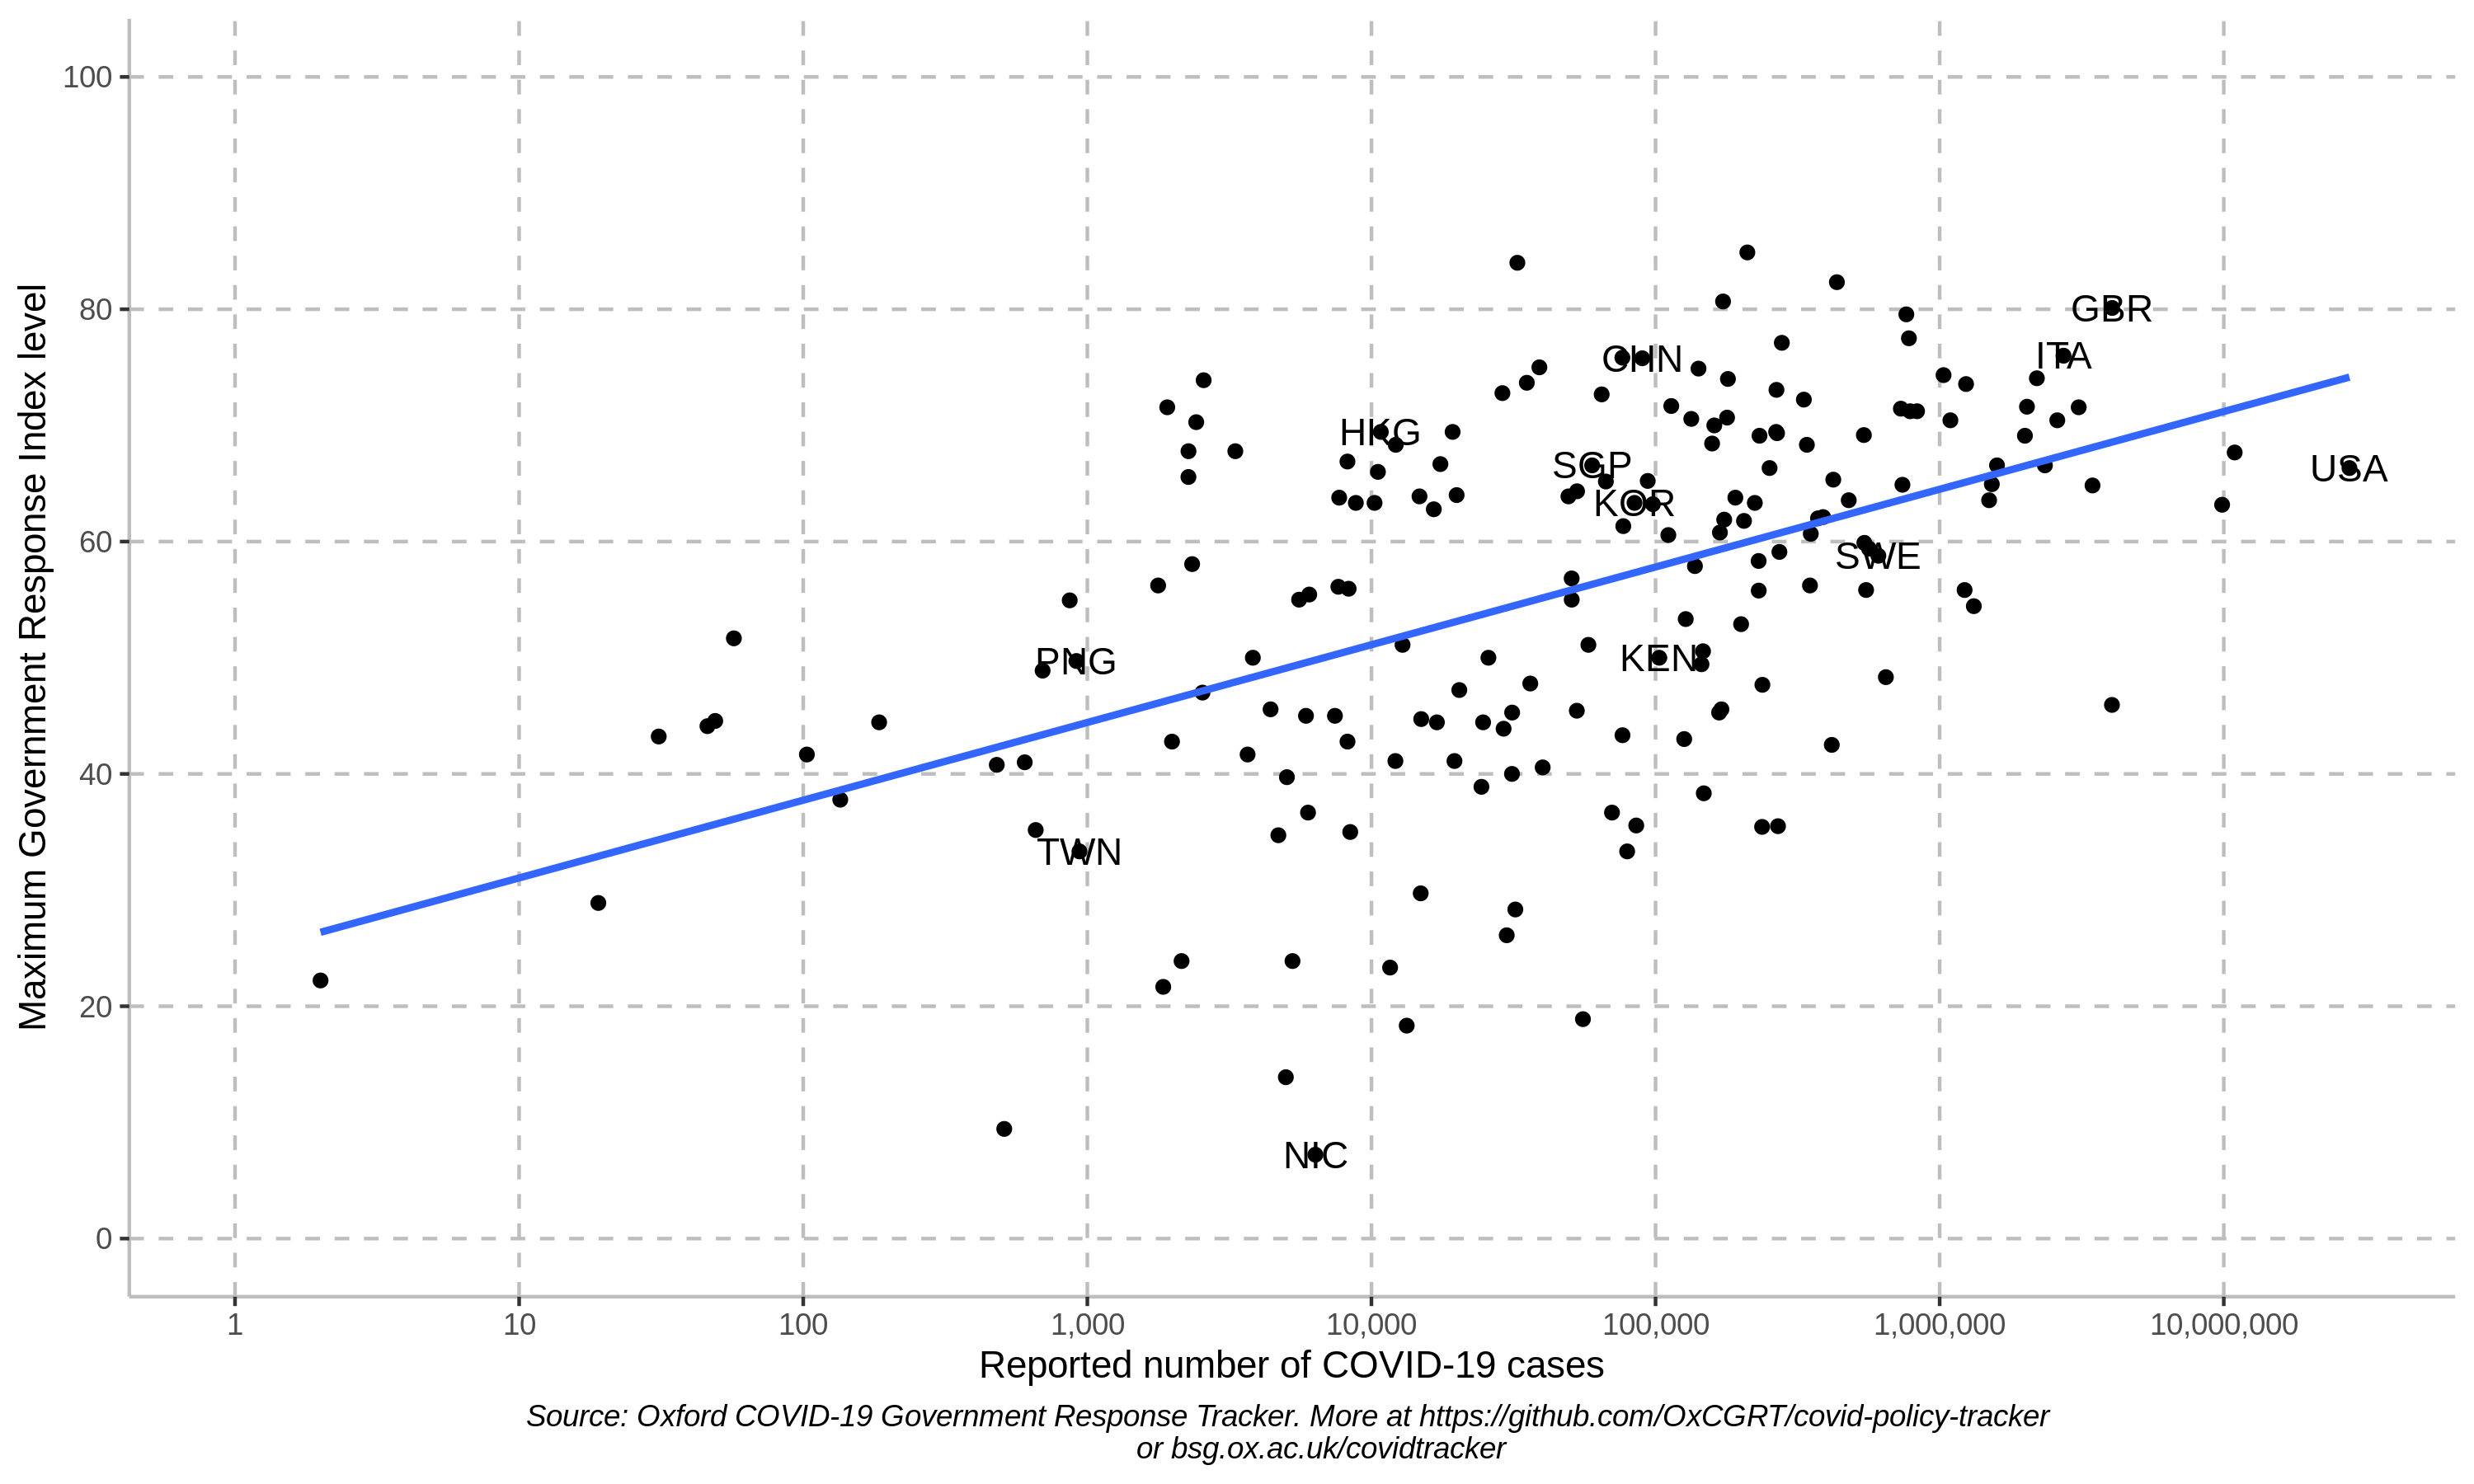 Maximum Government Response Index level
100
80
60
40
20
0
GBR
ITA
CHN
HKG
SGP
USA
KOR
SWE
PNG
KEN
TWN
NIC
1 10 100 1,000 10,000 100,000 1,000,000 10,000,000
Reported number of COVID-19 cases
Source: Oxford COVID-19 Government Response Tracker. More at https://github.com/OxCGRT/covid-policy-tracker
or bsg.ox.ac.uk/covidtracker